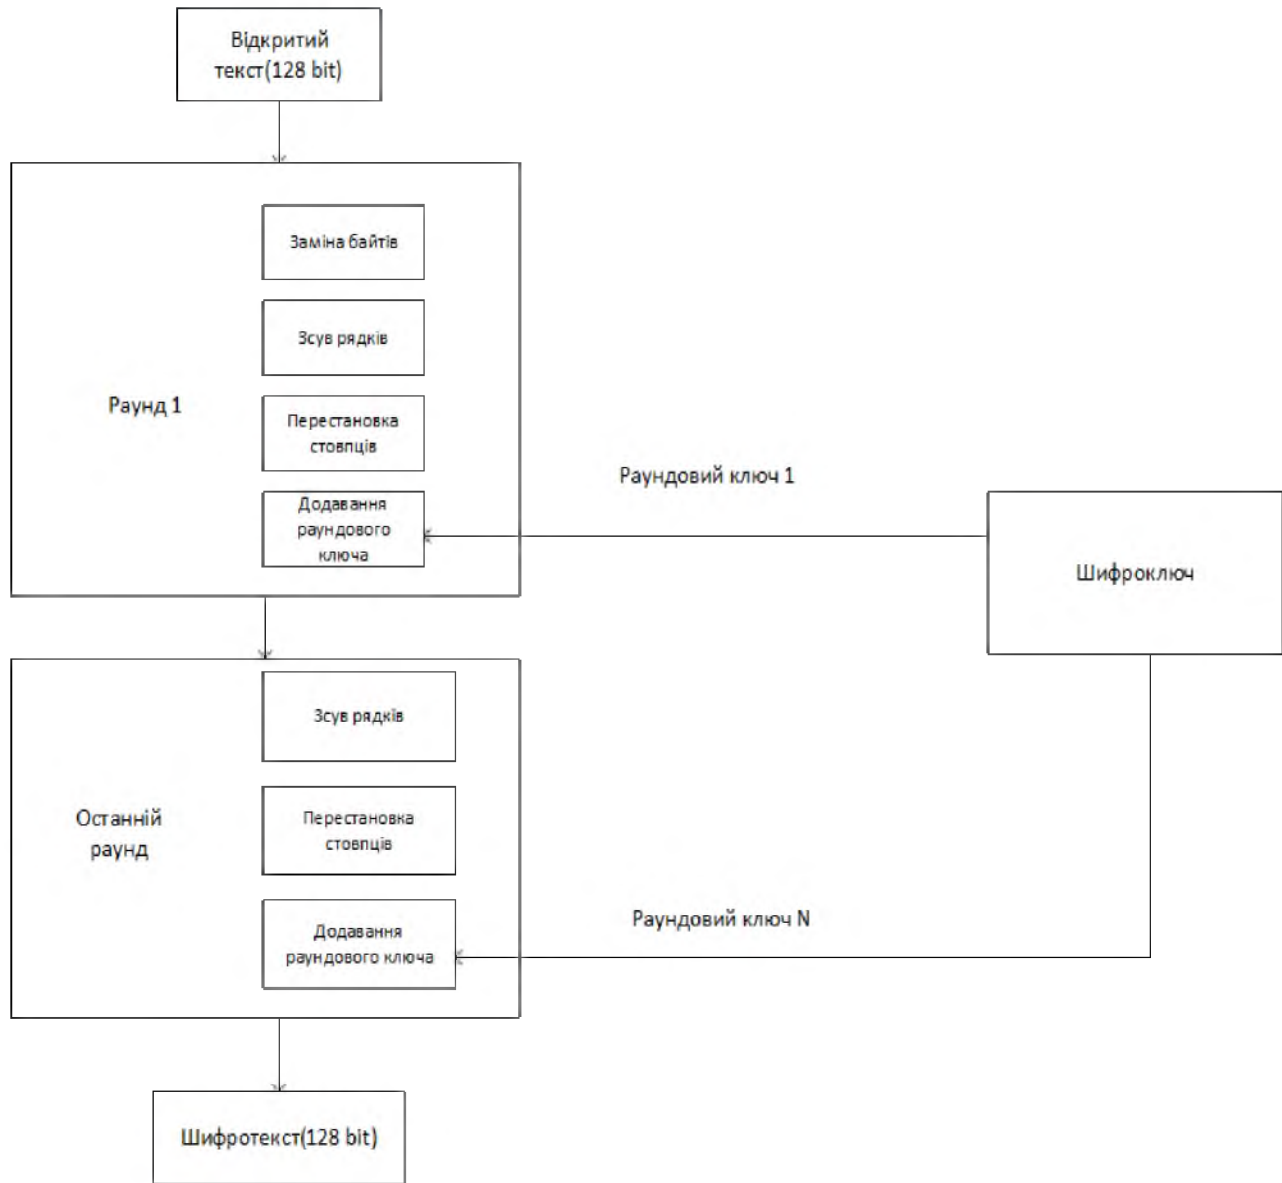 Відкритий
текст(128 bit)
Заміна байтів
Зсув рядків
Раунд 1
Перестановка
стовпців
Додавання
раундового
ключа
Раундовий ключ 1
Шифроключ
Зсув рядків
Останній
раунд
Перестановка
стовпців
Додавання
раундового ключа
Раундовий ключ N
Шифротекст(128 bit)